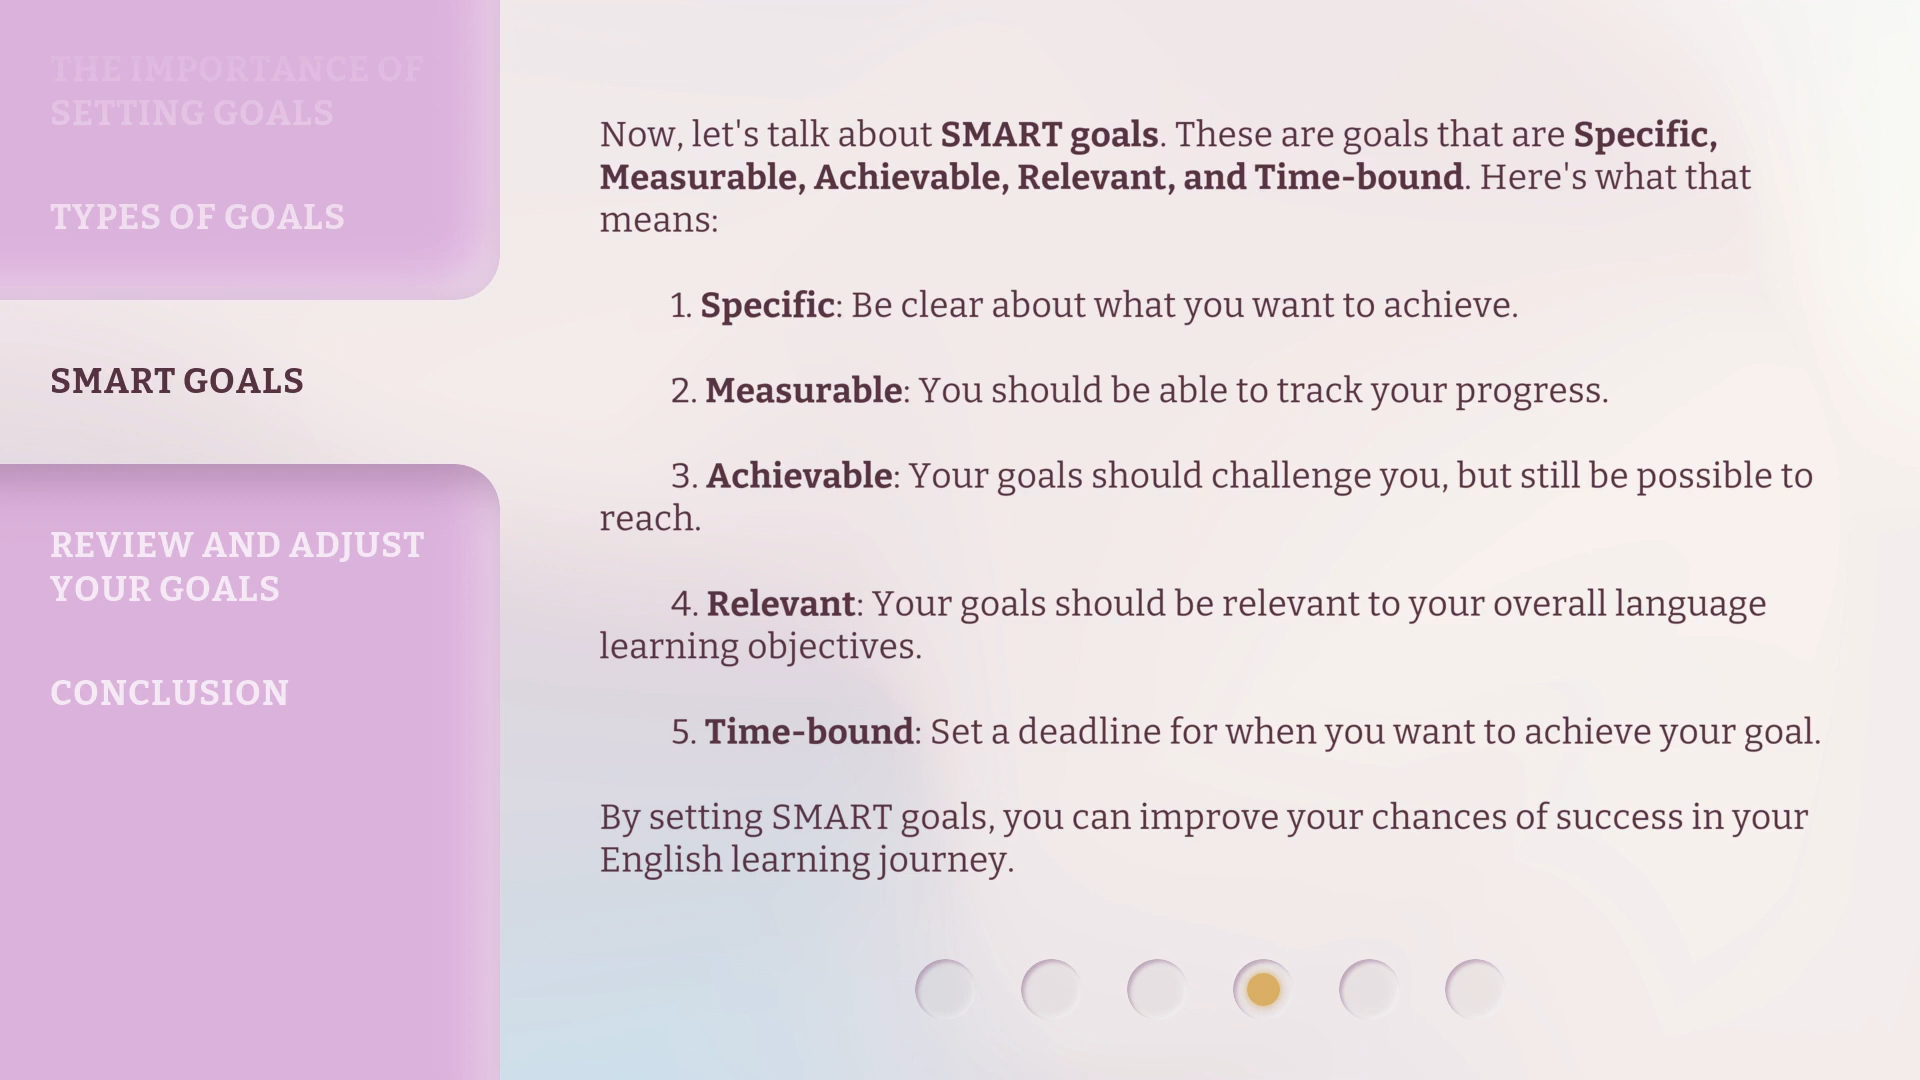 THE IMPORTANCE OF
SETTING GOALS
TYPES OF GOALS
SMART GOALS
REVIEW AND ADJUST
YOUR GOALS
CONCLUSION
Now, let's talk about SMART goals. These are goals that are Specific,
Measurable, Achievable, Relevant, and Time-bound. Here's what that
means:
1. Specific: Be clear about what you want to achieve.
2. Measurable: You should be able to track your progress.
3. Achievable: Your goals should challenge you, but still be possible to
reach.
4. Relevant: Your goals should be relevant to your overall language
learning objectives.
5. Time-bound: Set a deadline for when you want to achieve your goal.
By setting SMART goals, you can improve your chances of success in your
English learning journey.